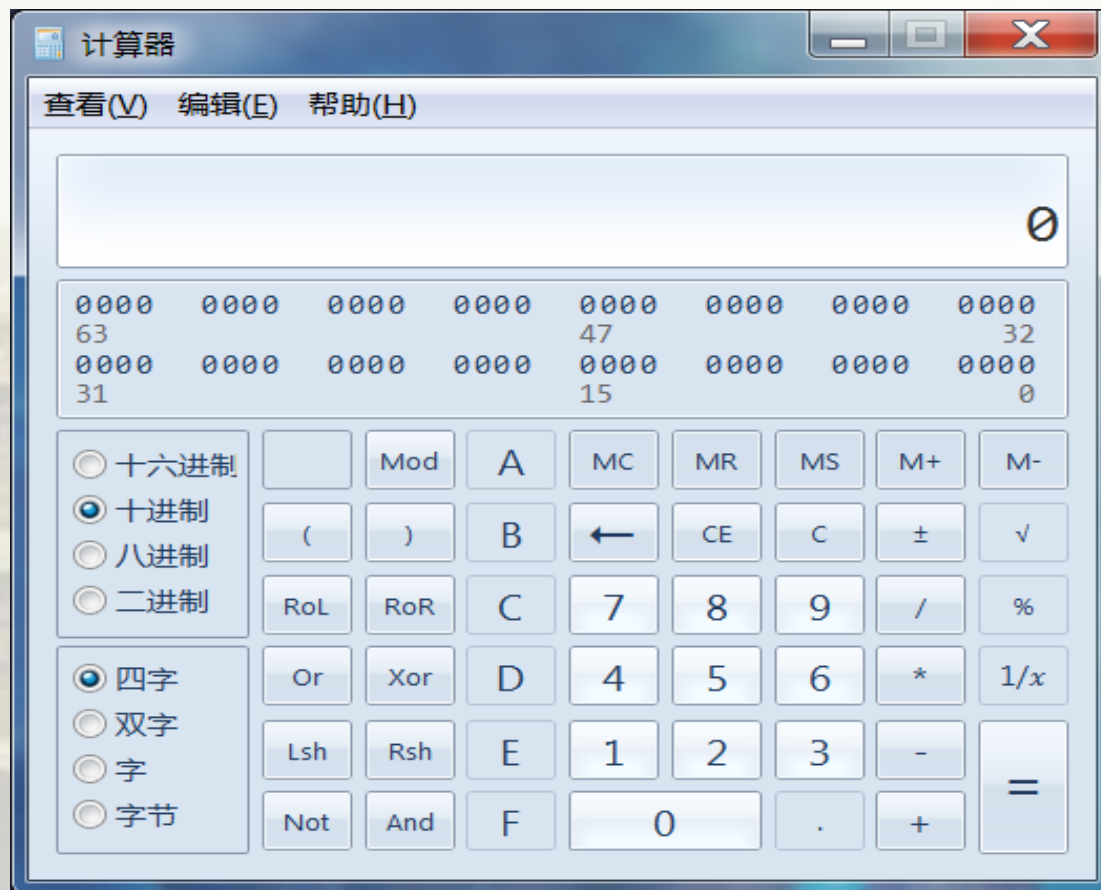 计算器
查看(V) 编辑(E) 帮助(H)
0
0000 0000 0000 0000 0000 0000 0000 0000
63 47 32
0000 0000 0000 0000 0000 0000 0000 0000
31 15 0
十六进制 Mod A MC MR MS M+ M-
十进制
( ) B ← CE C ± √
八进制
二进制 RoL RoR C 7 8 9 / %
四字 Or Xor D 4 5 6 * 1/x
双字
Lsh Rsh E 1 2 3 -
字
=
字节 Not And F 0 . +